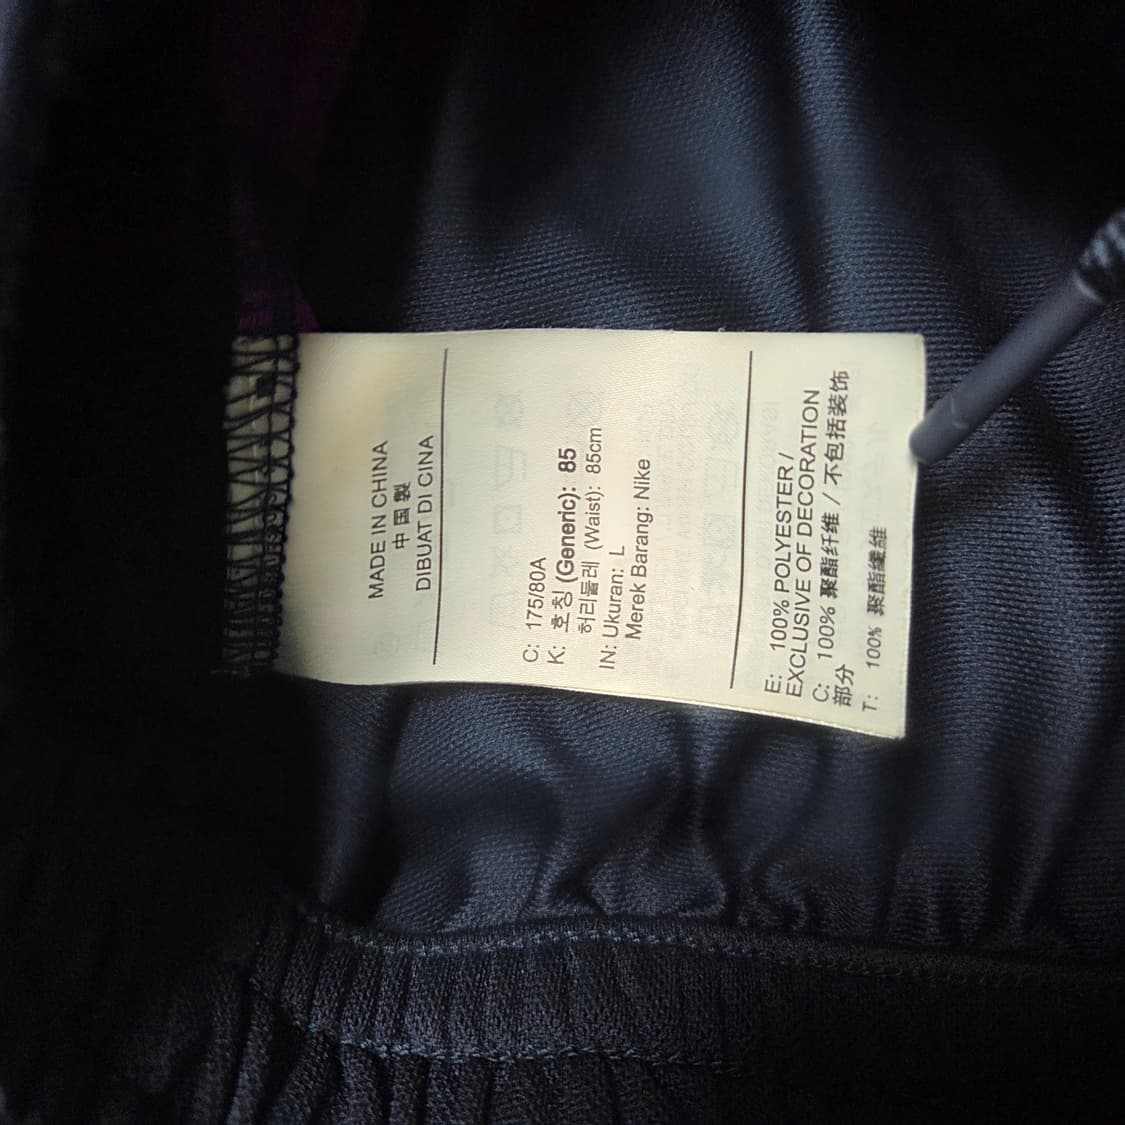 MADE IN CHINA
中国製
DIBUAT DI CINA
C: 175/80A
K: 호칭 (Generic): 85
허리둘레 (Waist): 85cm
IN: Ukuran: L
Merek Barang: Nike
E: 100% POLYESTER /
EXCLUSIVE OF DECORATION
C: 100% 聚酯纤维 / 不包括装饰
部分
T: 100% 聚酯纖維